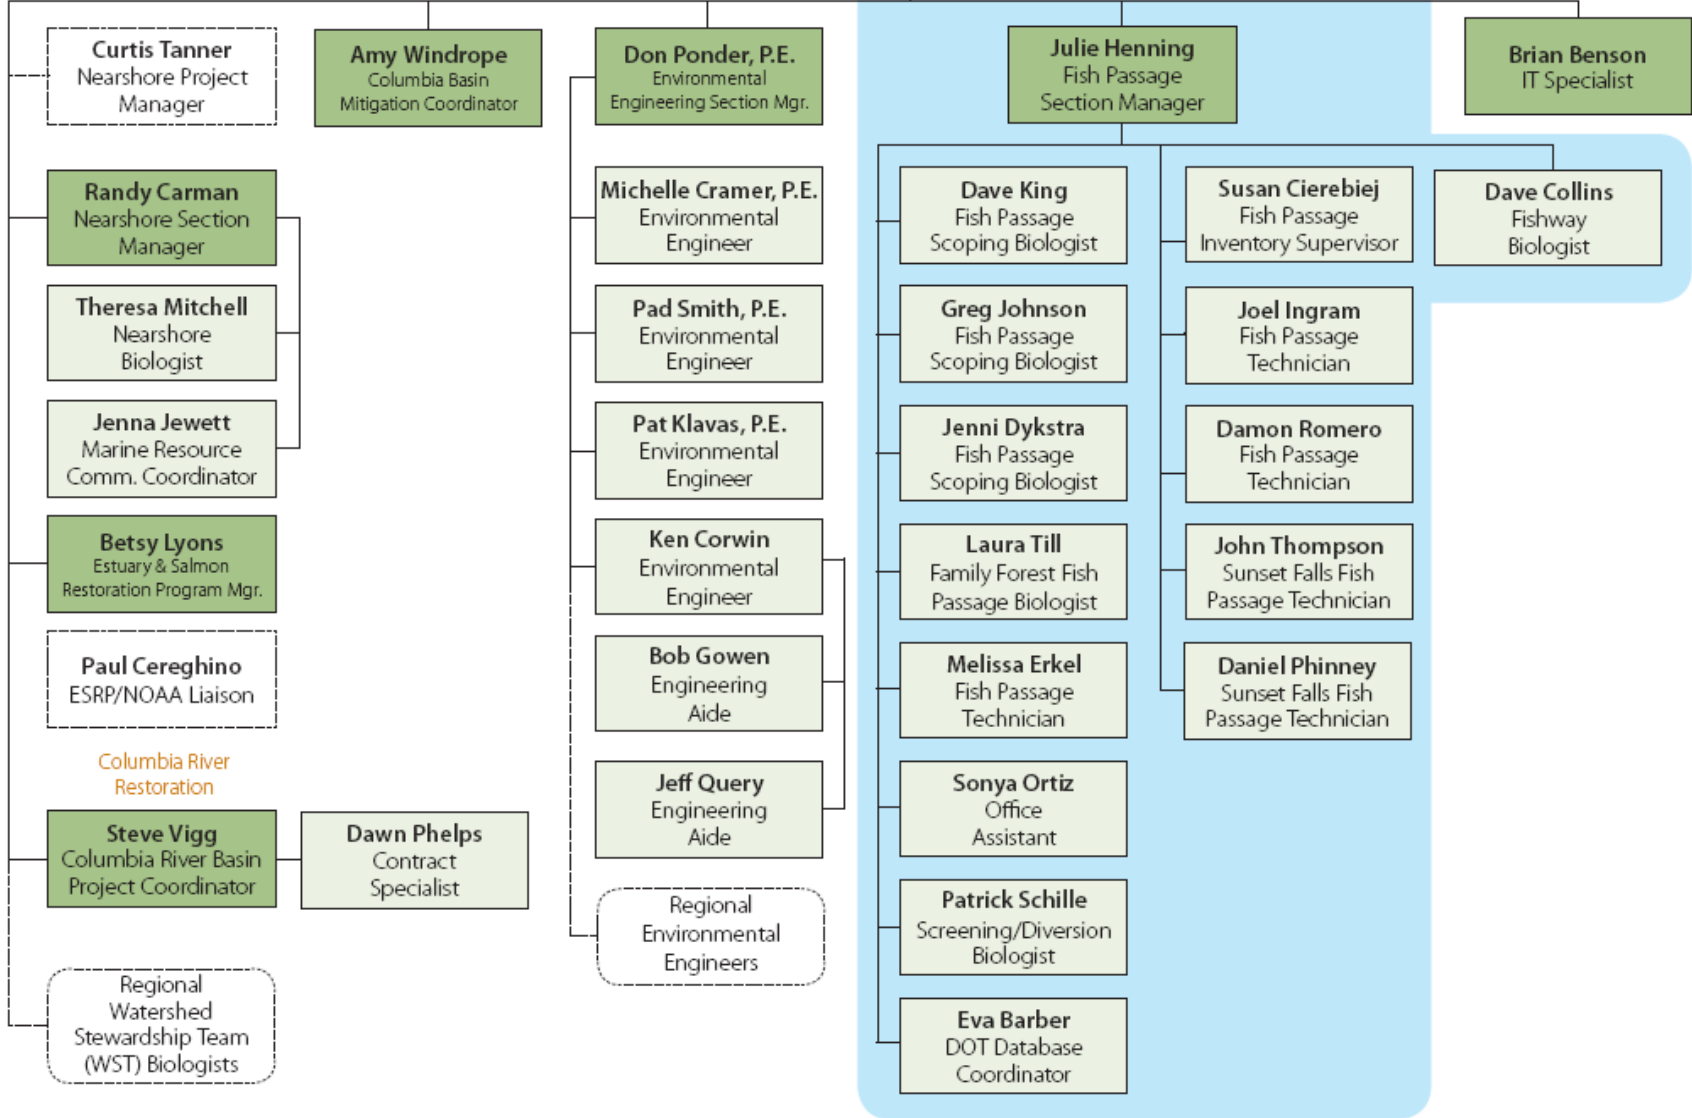 Curtis Tanner
Nearshore Project
Manager
Randy Carman
Nearshore Section
Manager
Theresa Mitchell
Nearshore
Biologist
Jenna Jewett
Marine Resource
Comm. Coordinator
Betsy Lyons
Estuary & Salmon
Restoration Program Mgr.
Paul Cereghino
ESRP/NOAA Liaison
Columbia River
Restoration
Steve Vigg
Columbia River Basin
Project Coordinator
Dawn Phelps
Contract
Specialist
Regional
Watershed
Stewardship Team
(WST) Biologists
Amy Windrope
Columbia Basin
Mitigation Coordinator
Don Ponder, P.E.
Environmental
Engineering Section Mgr.
Michelle Cramer, P.E.
Environmental
Engineer
Pad Smith, P.E.
Environmental
Engineer
Pat Klavas, P.E.
Environmental
Engineer
Ken Corwin
Environmental
Engineer
Bob Gowen
Engineering
Aide
Jeff Query
Engineering
Aide
Regional
Environmental
Engineers
Julie Henning
Fish Passage
Section Manager
Dave King
Fish Passage
Scoping Biologist
Greg Johnson
Fish Passage
Scoping Biologist
Jenni Dykstra
Fish Passage
Scoping Biologist
Laura Till
Family Forest Fish
Passage Biologist
Melissa Erkel
Fish Passage
Technician
Sonya Ortiz
Office
Assistant
Patrick Schille
Screening/Diversion
Biologist
Eva Barber
DOT Database
Coordinator
Susan Cierebiej
Fish Passage
Inventory Supervisor
Joel Ingram
Fish Passage
Technician
Damon Romero
Fish Passage
Technician
John Thompson
Sunset Falls Fish
Passage Technician
Daniel Phinney
Sunset Falls Fish
Passage Technician
Dave Collins
Fishway
Biologist
Brian Benson
IT Specialist